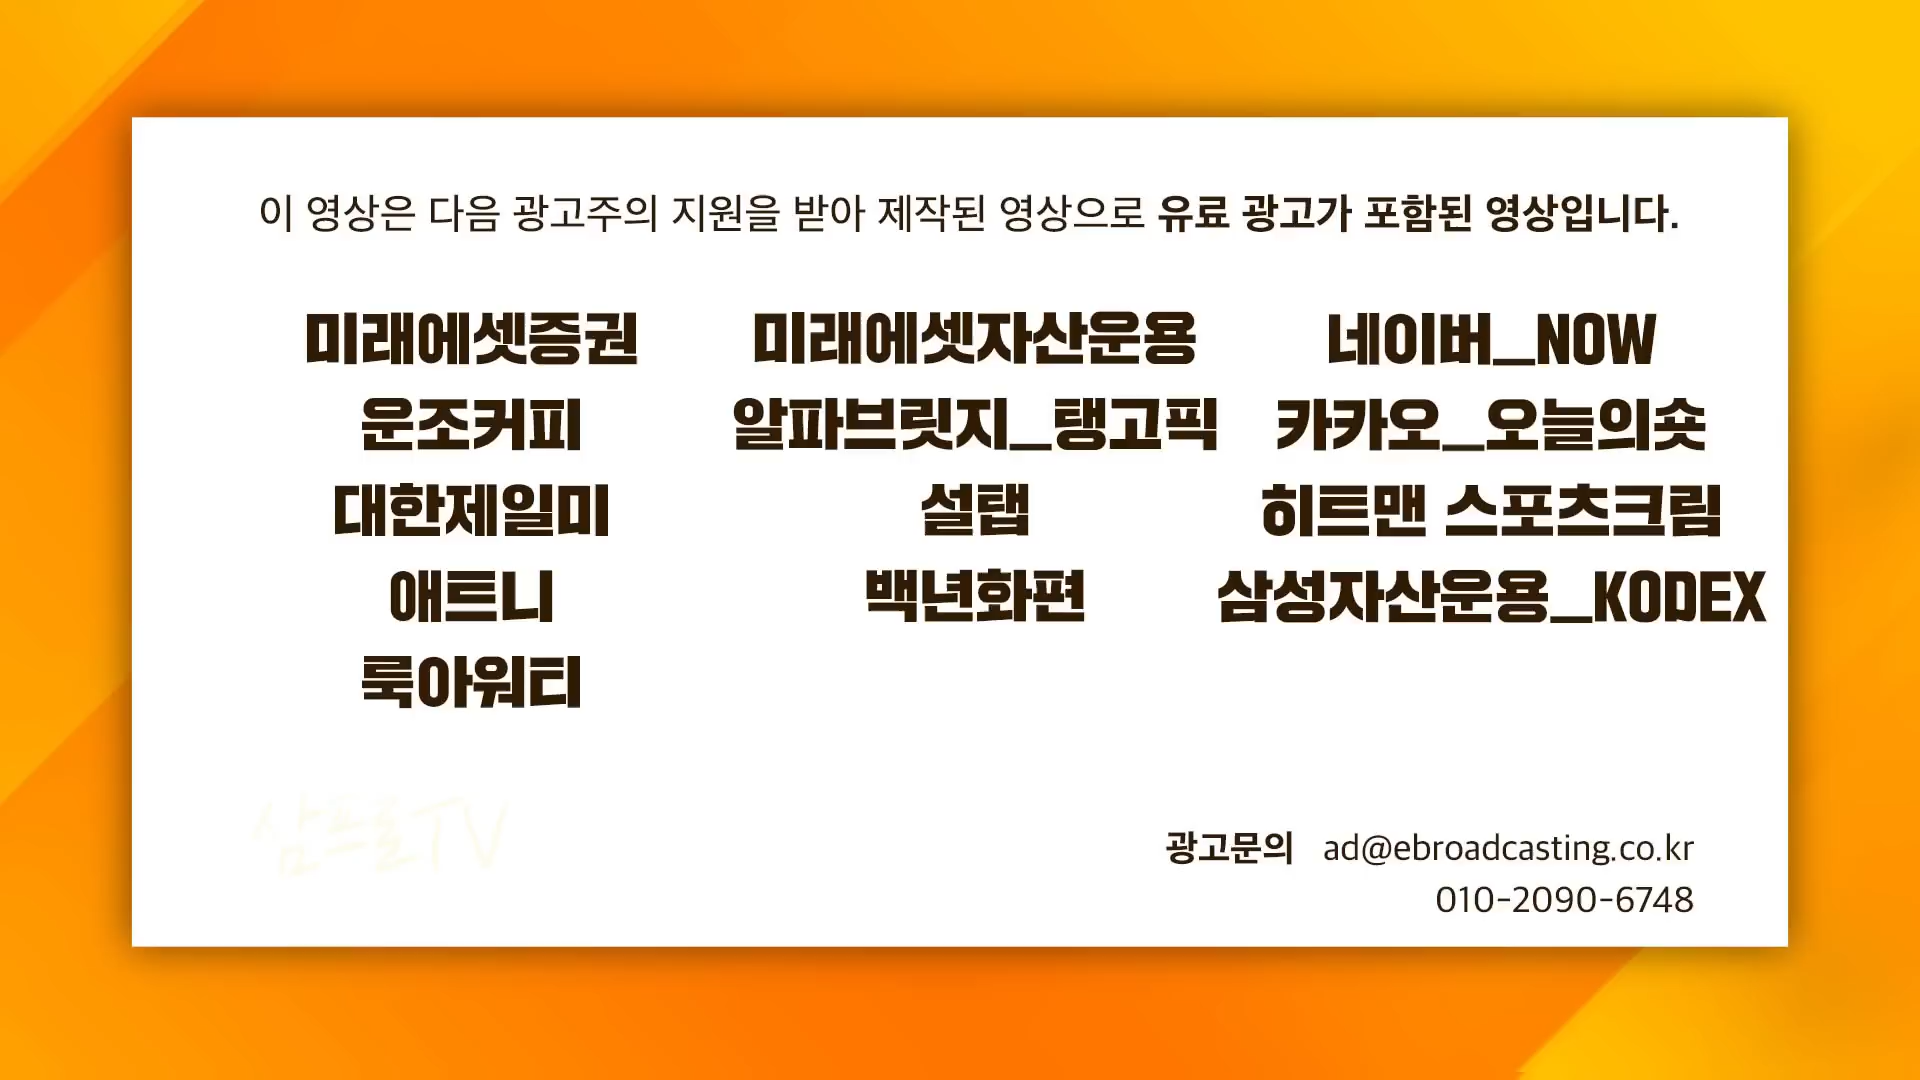 이 영상은 다음 광고주의 지원을 받아 제작된 영상으로 유료 광고가 포함된 영상입니다.
미래에셋증권 미래에셋자산운용 네이버_NOW
운조커피 알파브릿지_탱고픽 카카오_오늘의숏
대한제일미 설탭 히트맨 스포츠크림
애트니 백년화편 삼성자산운용_KODEX
룩아워티
삼프로TV
광고문의 ad@ebroadcasting.co.kr
010-2090-6748